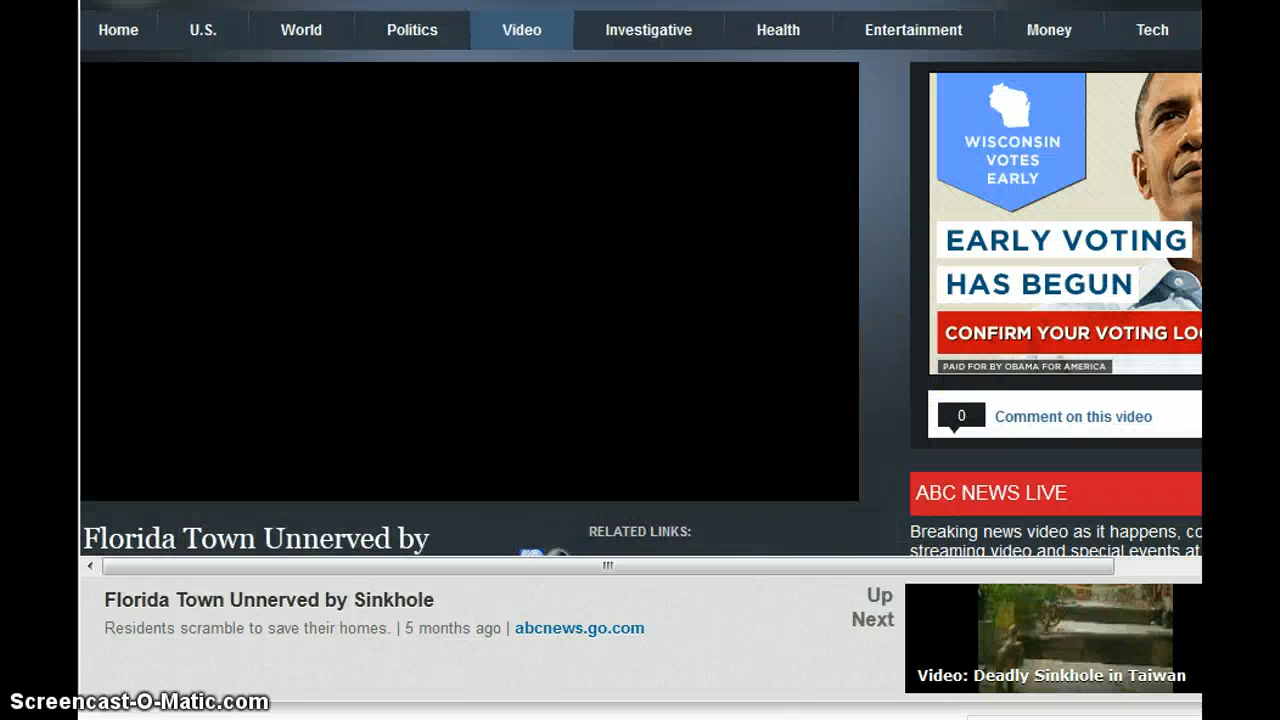 Home U.S. World Politics Video Investigative Health Entertainment Money Tech
WISCONSIN
VOTES
EARLY
EARLY VOTING
HAS BEGUN
CONFIRM YOUR VOTING LO
PAID FOR BY OBAMA FOR AMERICA
0 Comment on this video
ABC NEWS LIVE
Breaking news video as it happens, co
streaming video and special events at
Florida Town Unnerved by
RELATED LINKS:
Florida Town Unnerved by Sinkhole
Residents scramble to save their homes. | 5 months ago | abcnews.go.com
Up
Next
Video: Deadly Sinkhole in Taiwan
Screencast-O-Matic.com